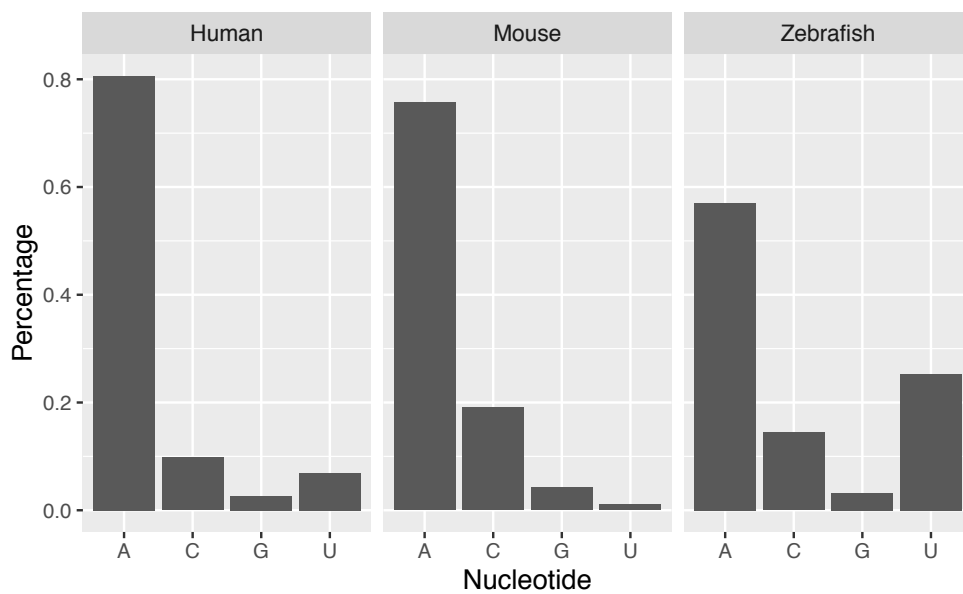 Human Mouse Zebrafish
Percentage
0.8
0.6
0.4
0.2
0.0
A C G U A C G U A C G U
Nucleotide